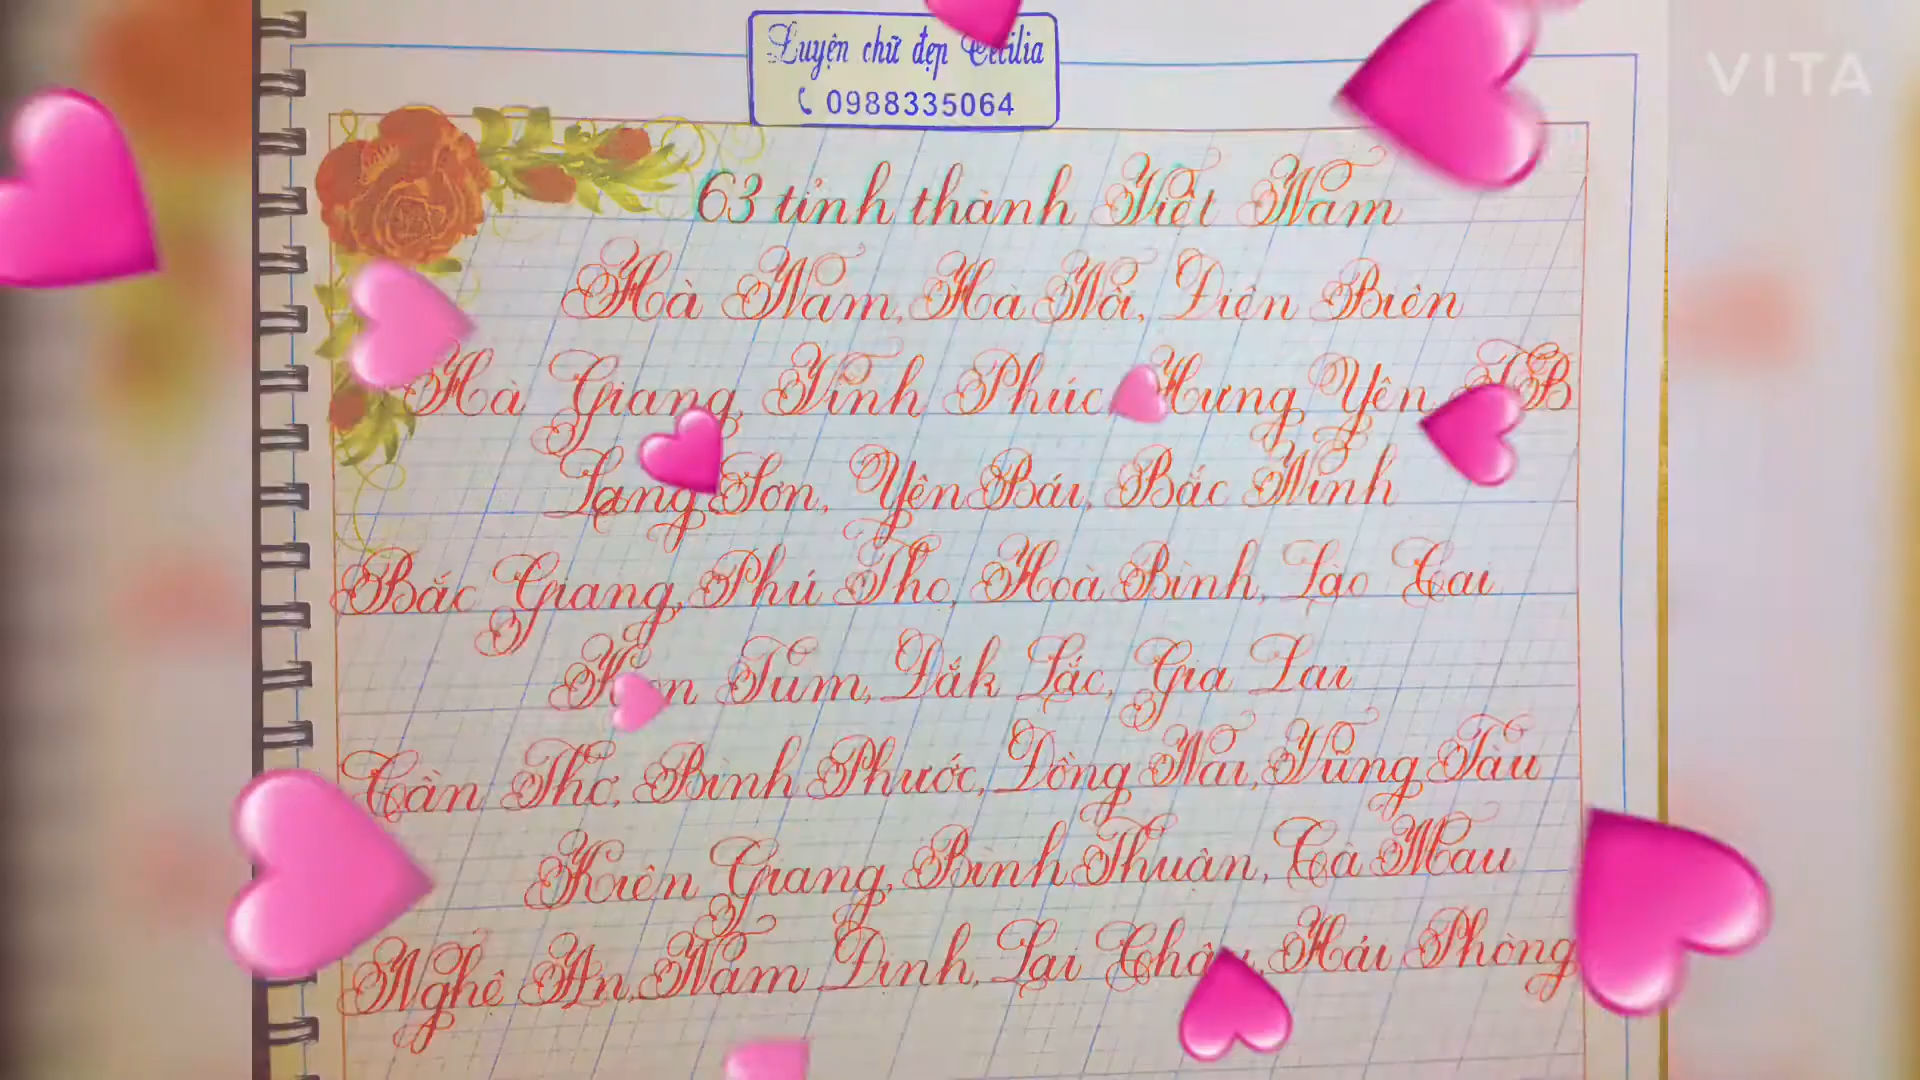 Luyện chữ đẹp Cecilia
0988335064
VITA
63 tỉnh thành Việt Nam
Hà Nam, Hà Nội, Điện Biên
Hà Giang, Vĩnh Phúc, Hưng Yên, TB
Lạng Sơn, Yên Bái, Bắc Ninh
Bắc Giang, Phú Thọ, Hoà Bình, Lào Cai
Kon Tum, Đắk Lắc, Gia Lai
Cần Thơ, Bình Phước, Đồng Nai, Vũng Tàu
Kiên Giang, Bình Thuận, Cà Mau
Nghệ An, Nam Định, Lai Châu, Hải Phòng